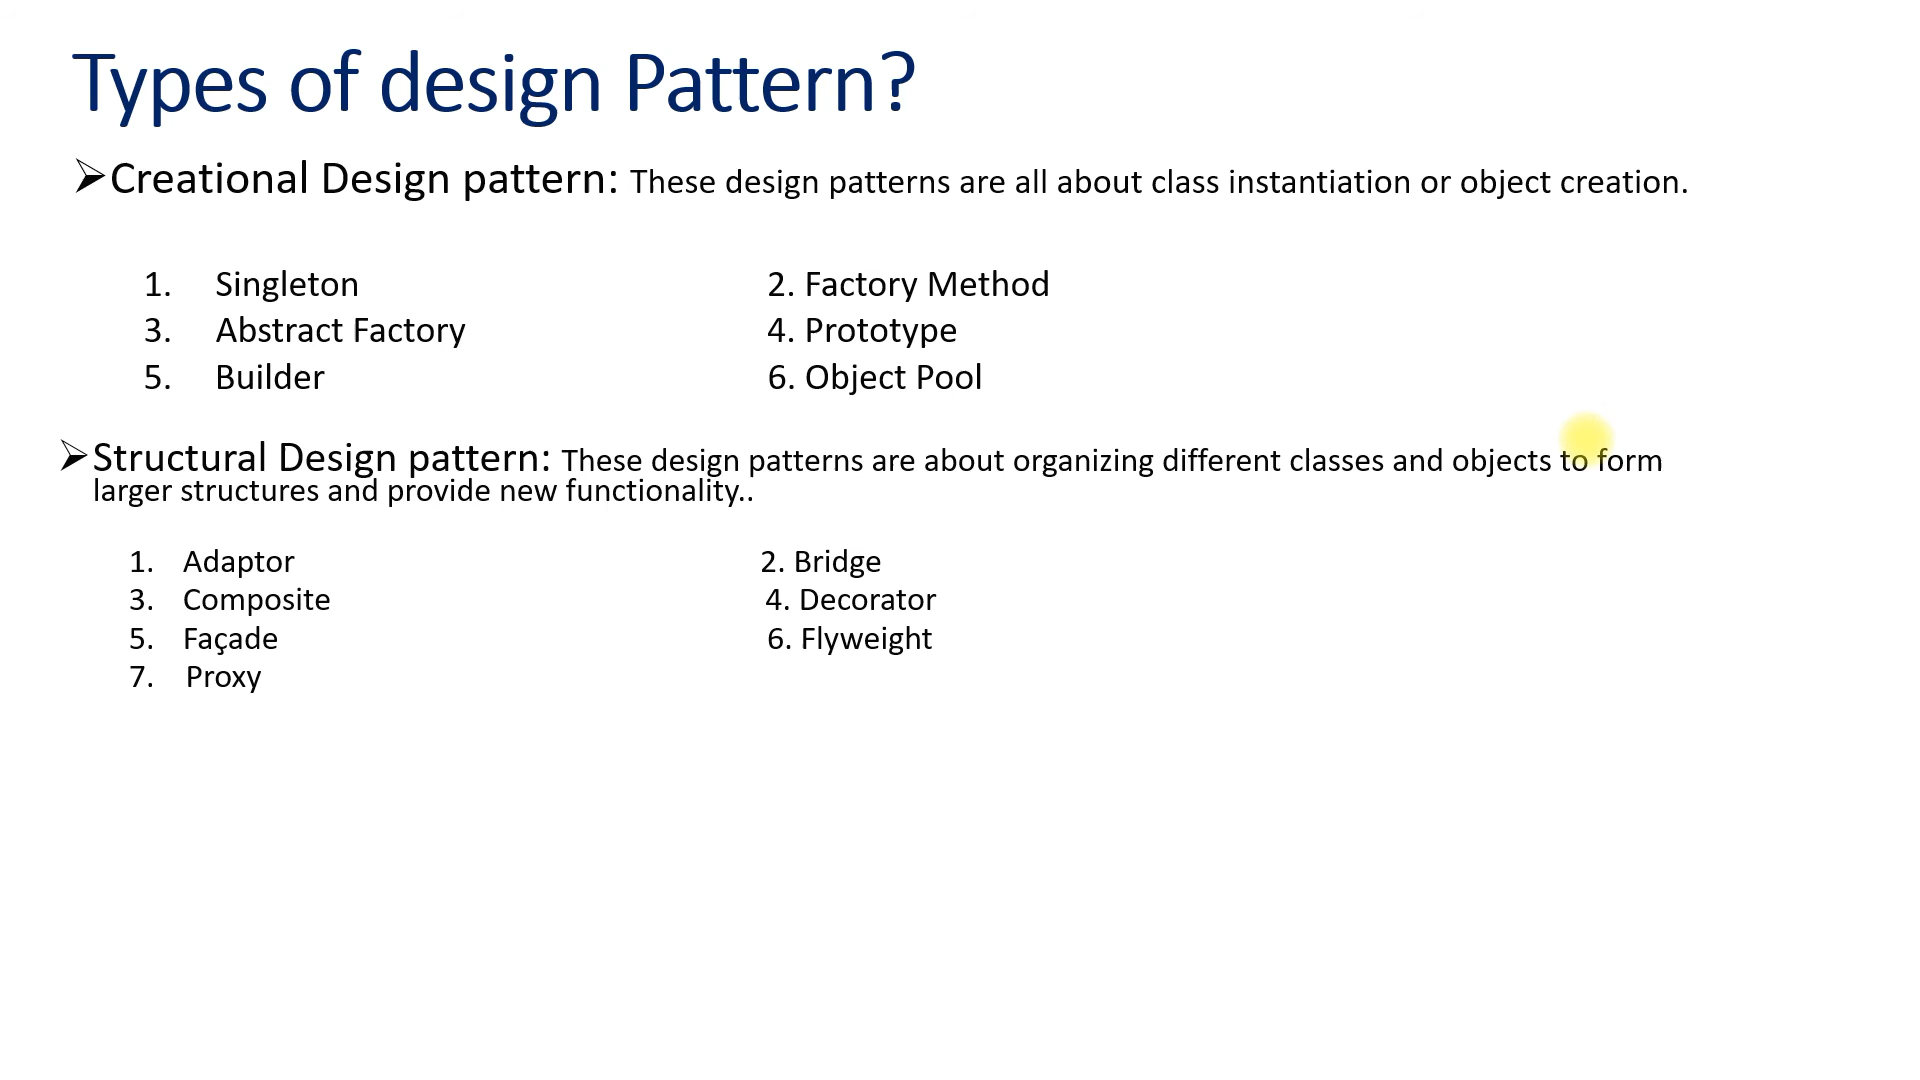 Types of design Pattern?
➢Creational Design pattern: These design patterns are all about class instantiation or object creation.
1. Singleton 2. Factory Method
3. Abstract Factory 4. Prototype
5. Builder 6. Object Pool
➢Structural Design pattern: These design patterns are about organizing different classes and objects to form
larger structures and provide new functionality..
1. Adaptor 2. Bridge
3. Composite 4. Decorator
5. Façade 6. Flyweight
7. Proxy